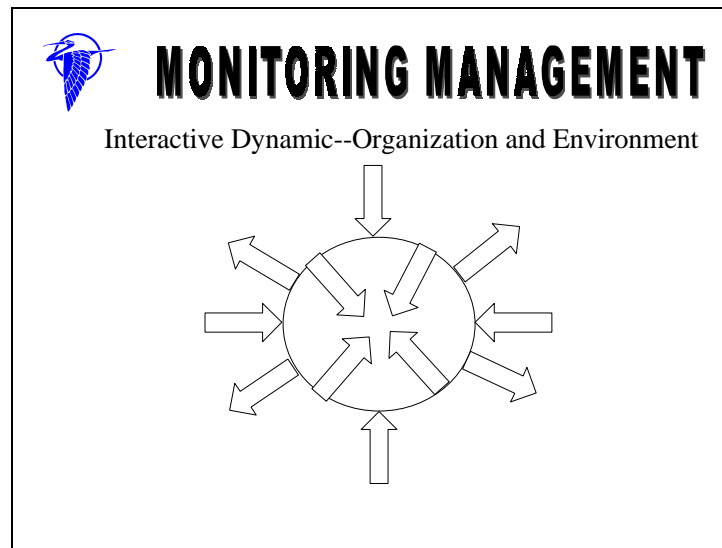 MONITORING MANAGEMENT
Interactive Dynamic--Organization and Environment